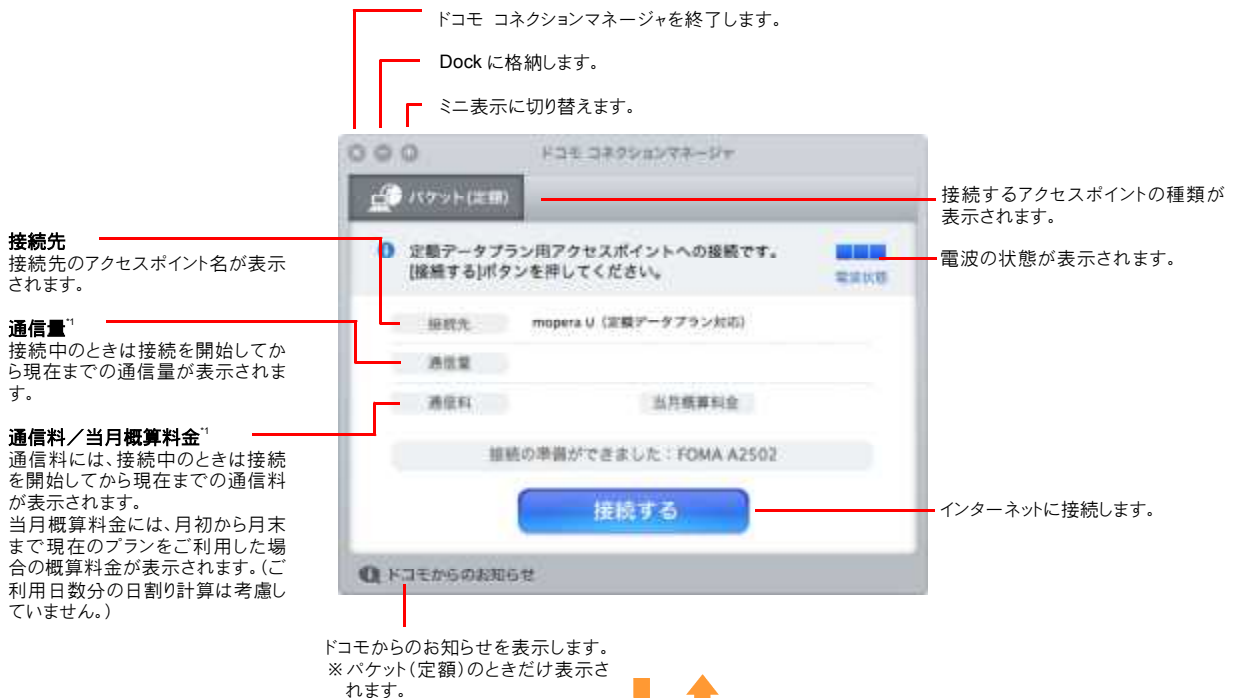 ドコモ コネクションマネージャを終了します。
Dock に格納します。
ミニ表示に切り替えます。
ドコモ コネクションマネージャ
パケット(定額)
接続するアクセスポイントの種類が
表示されます。
定額データプラン用アクセスポイントへの接続です。
[接続する]ボタンを押してください。
電波状態
電波の状態が表示されます。
接続先
接続先のアクセスポイント名が表示
されます。
通信量*1
接続中のときは接続を開始してか
ら現在までの通信量が表示されま
す。
通信料/当月概算料金*1
通信料には、接続中のときは接続
を開始してから現在までの通信料
が表示されます。
当月概算料金には、月初から月末
まで現在のプランをご利用した場
合の概算料金が表示されます。(ご
利用日数分の日割り計算は考慮し
ていません。)
接続先 mopera U(定額データプラン対応)
通信量
通信料 当月概算料金
接続の準備ができました:FOMA A2502
接続する
インターネットに接続します。
ドコモからのお知らせ
ドコモからのお知らせを表示します。
※パケット(定額)のときだけ表示さ
れます。